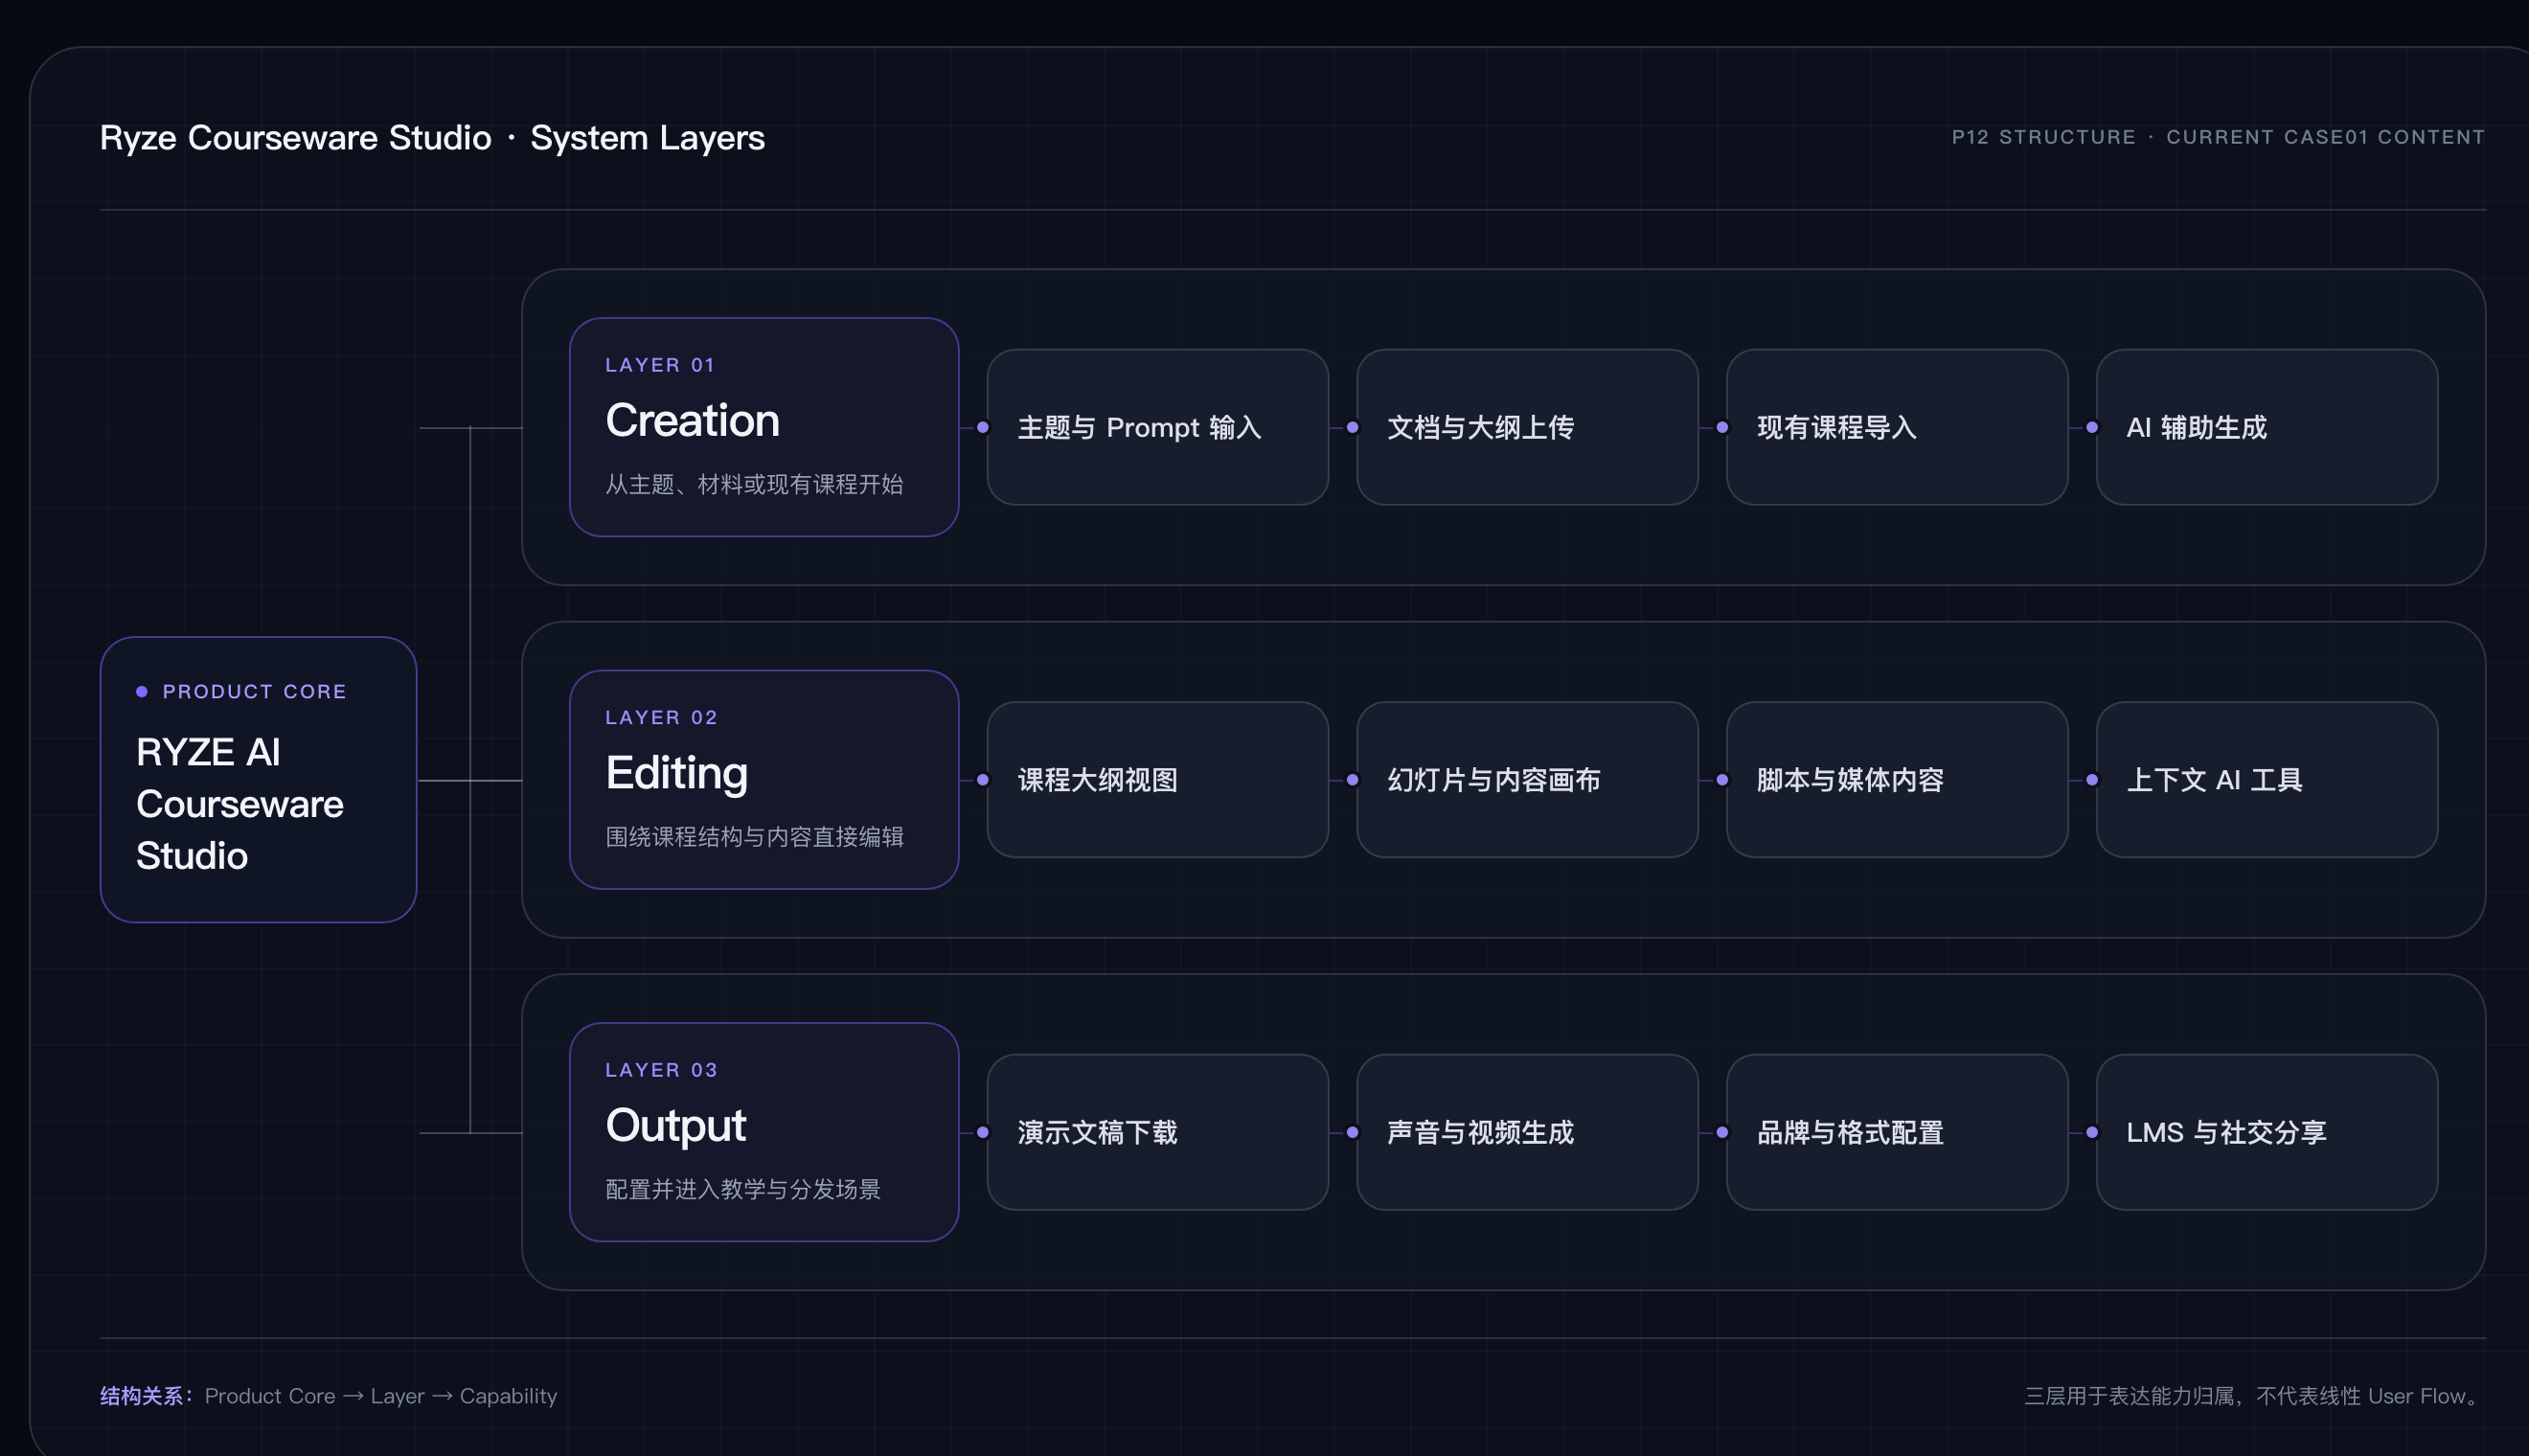 Ryze Courseware Studio · System Layers
P12 STRUCTURE · CURRENT CASE01 CONTENT
LAYER 01
Creation
从主题、材料或现有课程开始
主题与 Prompt 输入
文档与大纲上传
现有课程导入
AI 辅助生成
PRODUCT CORE
RYZE AI
Courseware
Studio
LAYER 02
Editing
围绕课程结构与内容直接编辑
课程大纲视图
幻灯片与内容画布
脚本与媒体内容
上下文 AI 工具
LAYER 03
Output
配置并进入教学与分发场景
演示文稿下载
声音与视频生成
品牌与格式配置
LMS 与社交分享
结构关系：Product Core → Layer → Capability
三层用于表达能力归属，不代表线性 User Flow。